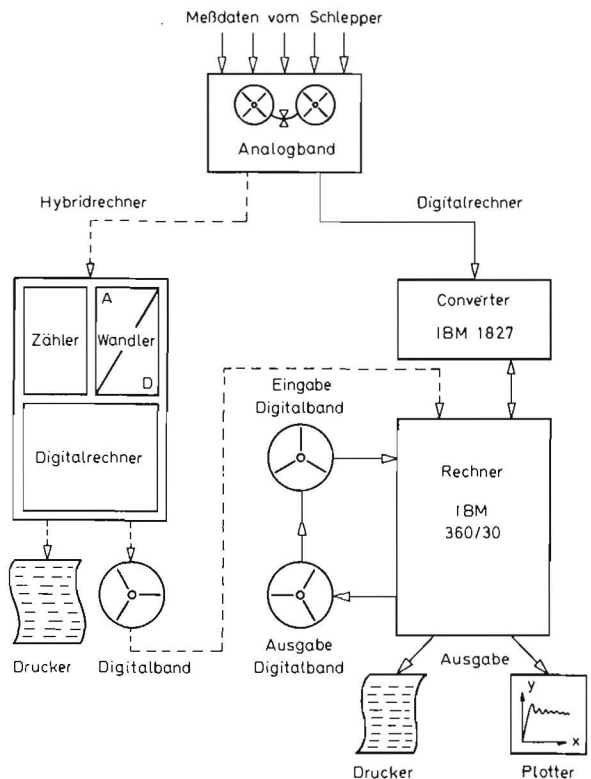 Meßdaten vom Schlepper
Analogband
Hybridrechner
Digitalrechner
A
Zähler
Wandler
D
Digitalrechner
Converter
IBM 1827
Eingabe
Digitalband
Rechner
IBM
360/30
Ausgabe
Digitalband
Drucker
Digitalband
Ausgabe
y
x
Drucker
Plotter